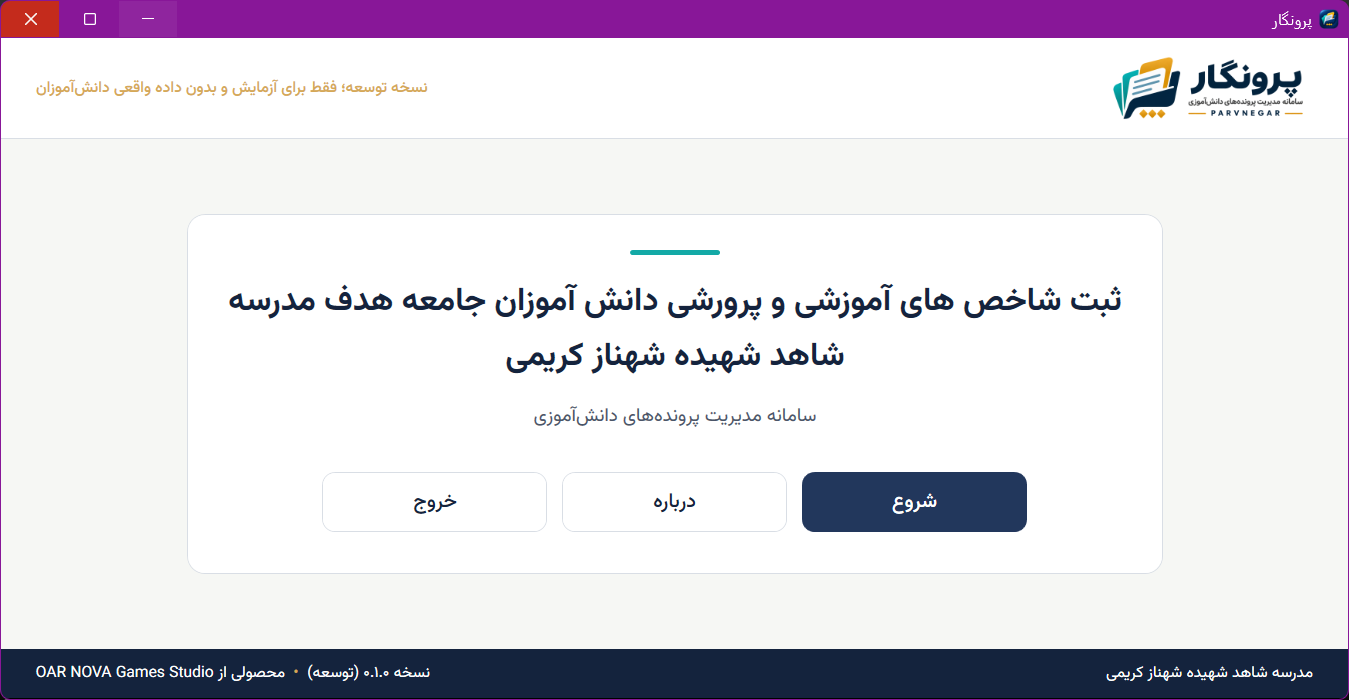 پرونگار
پرونگار
سامانه مدیریت پرونده‌های دانش‌آموزی
PARVNEGAR
نسخه توسعه؛ فقط برای آزمایش و بدون داده واقعی دانش‌آموزان
ثبت شاخص های آموزشی و پرورشی دانش آموزان جامعه هدف مدرسه
شاهد شهیده شهناز کریمی
سامانه مدیریت پرونده‌های دانش‌آموزی
شروع
درباره
خروج
مدرسه شاهد شهیده شهناز کریمی
نسخه ۰.۱.۰ (توسعه) • محصولی از OAR NOVA Games Studio